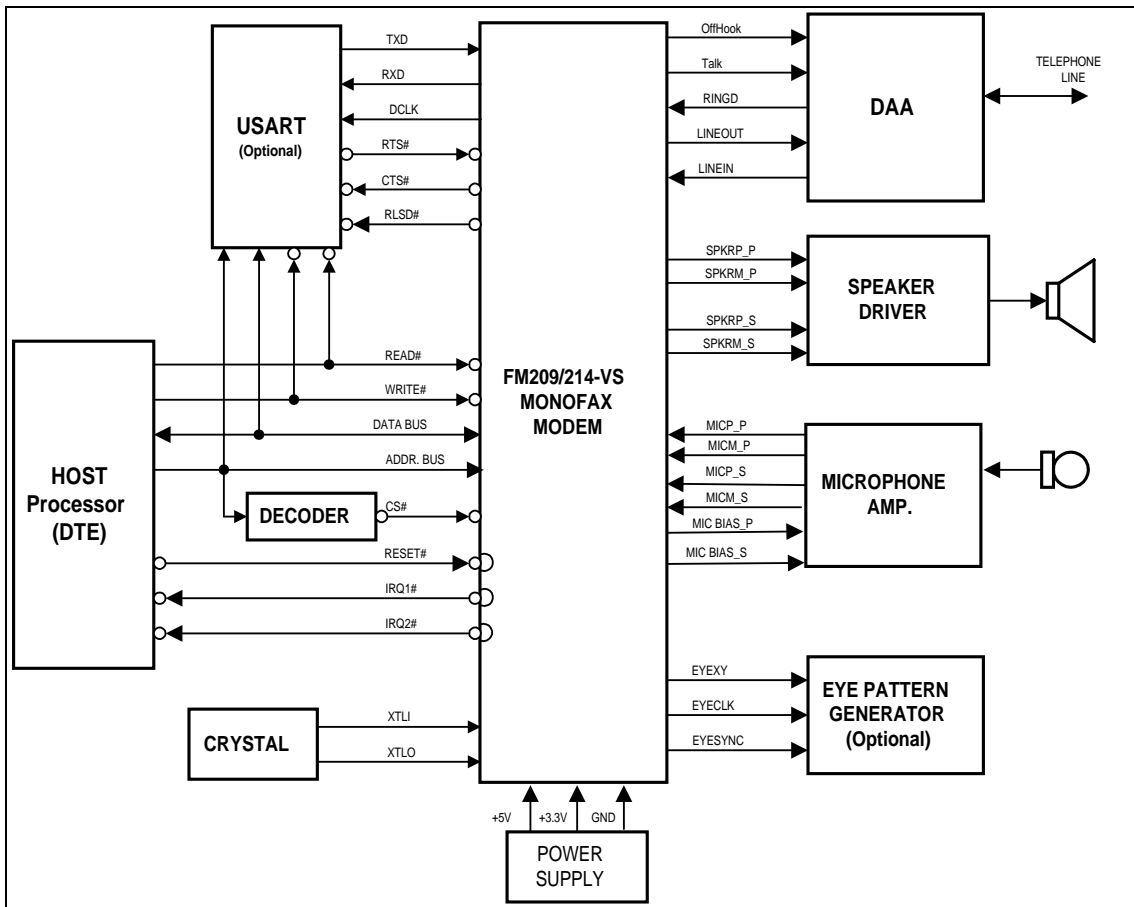 TXD
RXD
DCLK
RTS#
CTS#
RLSD#
USART
(Optional)
OffHook
Talk
RINGD
LINEOUT
LINEIN
DAA
TELEPHONE
LINE
SPKRP_P
SPKRM_P
SPKRP_S
SPKRM_S
SPEAKER
DRIVER
HOST
Processor
(DTE)
READ#
WRITE#
DATA BUS
ADDR. BUS
DECODER
CS#
RESET#
IRQ1#
IRQ2#
FM209/214-VS
MONOFAX
MODEM
MICP_P
MICM_P
MICP_S
MICM_S
MIC BIAS_P
MIC BIAS_S
MICROPHONE
AMP.
CRYSTAL
XTLI
XTLO
EYEXY
EYECLK
EYESYNC
EYE PATTERN
GENERATOR
(Optional)
+5V
+3.3V
GND
POWER
SUPPLY